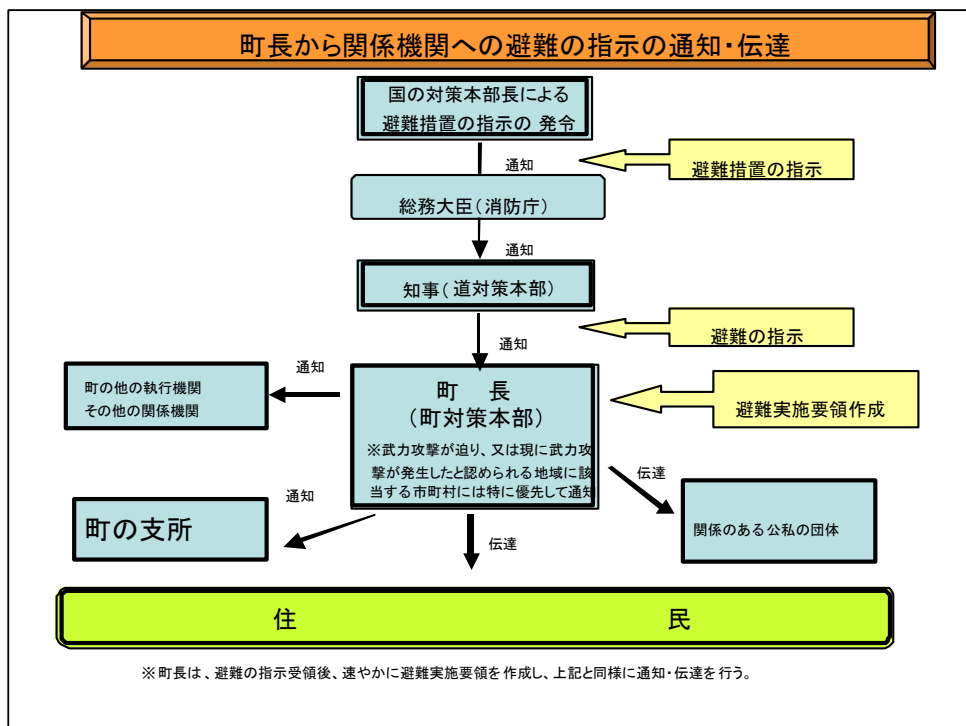 町長から関係機関への避難の指示の通知・伝達
国の対策本部長による
避難措置の指示の 発令
通知
避難措置の指示
総務大臣（消防庁）
通知
知事（ 道対策本部）
避難の指示
通知
通知
町の他の執行機関
その他の関係機関
町　長
（町対策本部）
避難実施要領作成
※武力攻撃が迫り、又は現に武力攻
撃が発生したと認められる地域に該
当する市町村には特に優先して通知
伝達
通知
町の支所
関係のある公私の団体
伝達
住　民
※町長は、避難の指示受領後、速やかに避難実施要領を作成し、上記と同様に通知・伝達を行う。